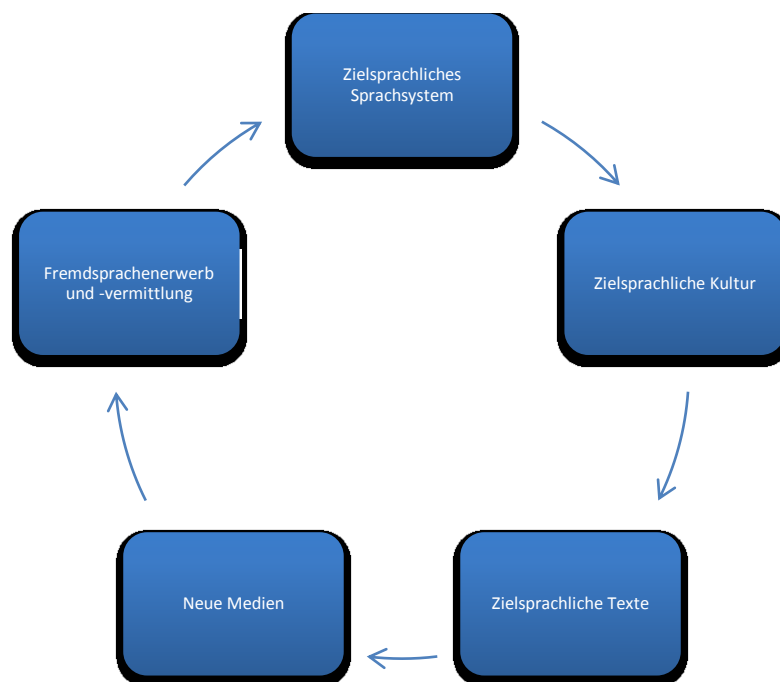 Zielsprachliches
Sprachsystem
Zielsprachliche Kultur
Zielsprachliche Texte
Neue Medien
Fremdsprachenerwerb
und -vermittlung